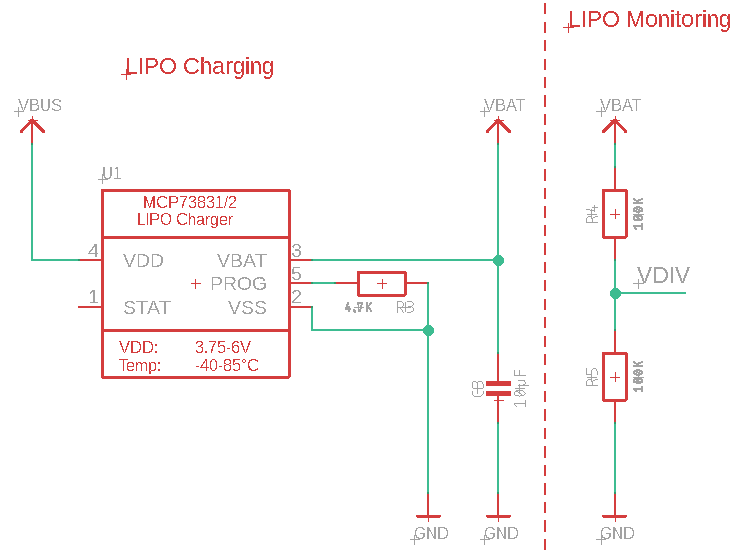 LIPO Charging
LIPO Monitoring
VBUS
VBAT
VBAT
U1
MCP73831/2
LIPO Charger
4
VDD
VBAT
3
PROG
5
1
STAT
VSS
2
4.7K
R3
VDD: 3.75-6V
Temp: -40-85°C
10µF
R4
100K
VDIV
R5
100K
GND
GND
GND